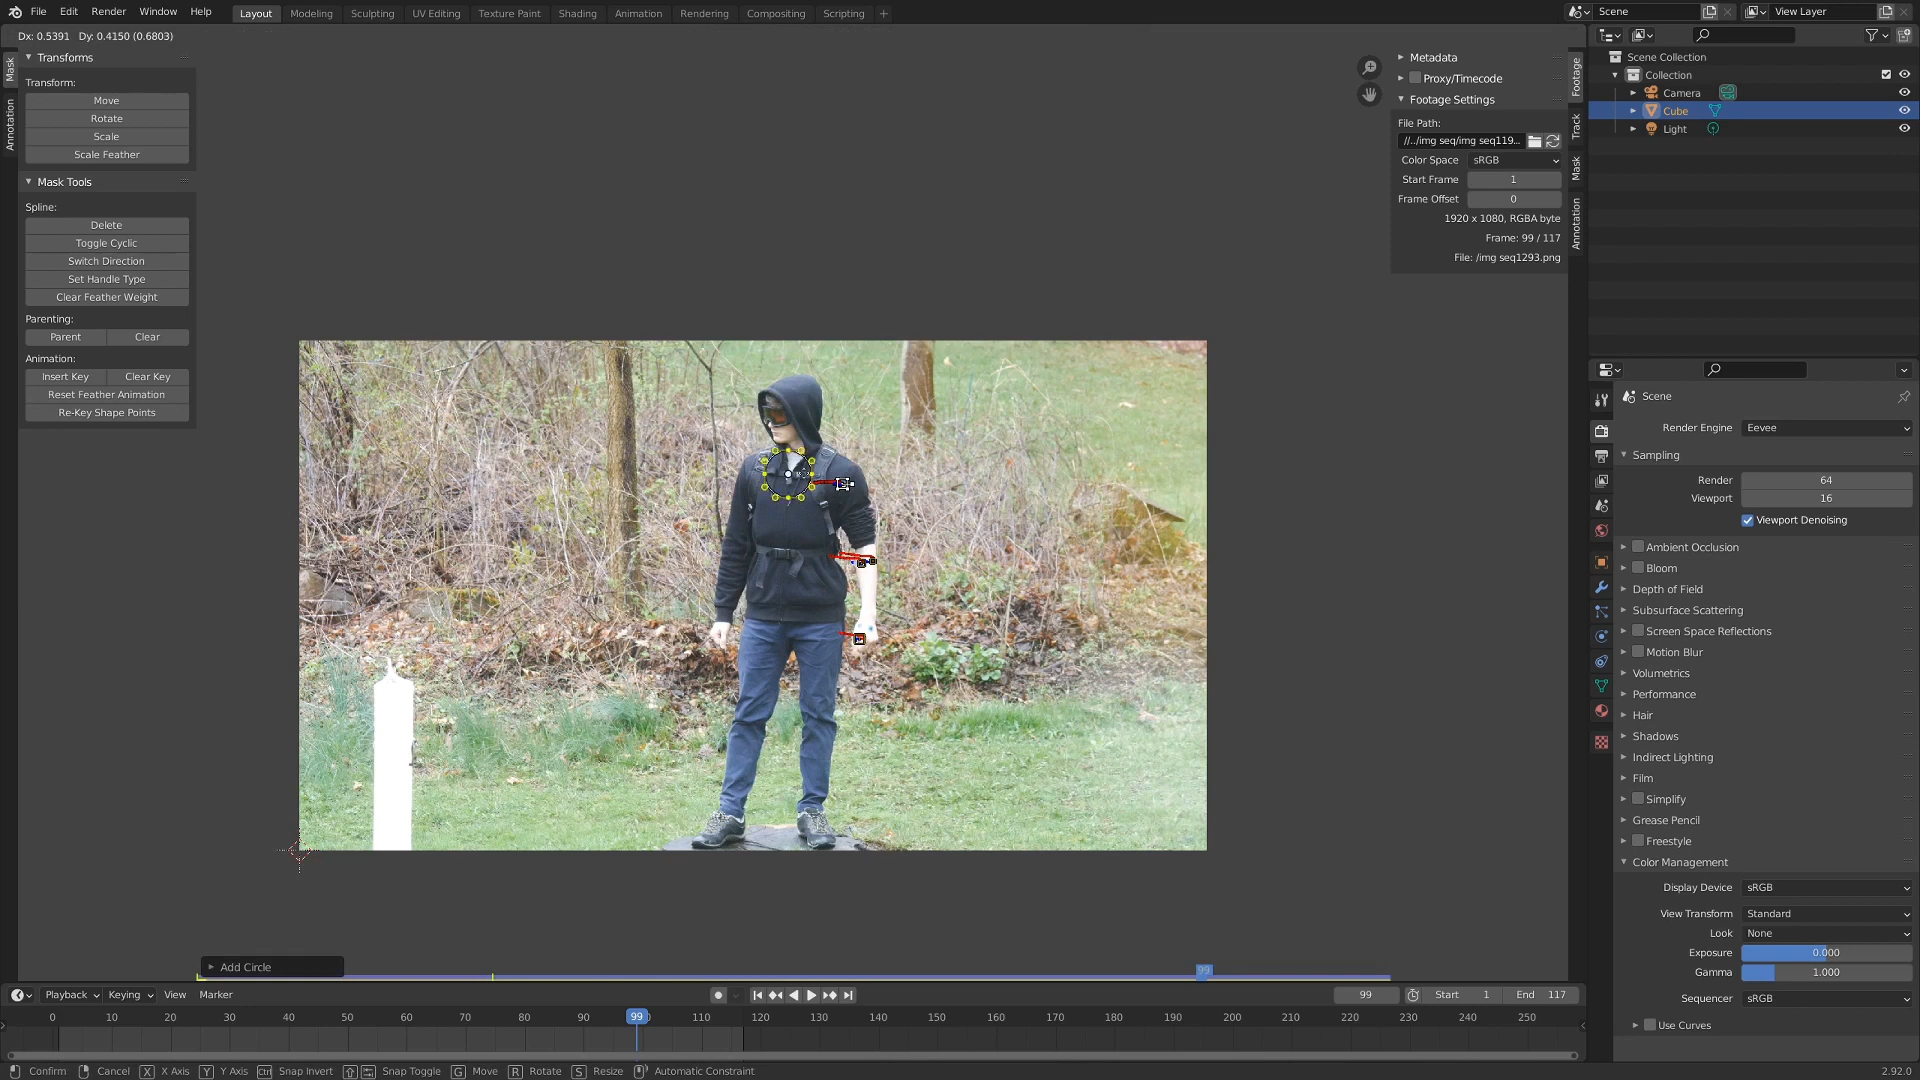 File Edit Render Window Help Layout Modeling Sculpting UV Editing Texture Paint Shading Animation Rendering Compositing Scripting + Scene View Layer
Dx: 0.5391 Dy: 0.4150 (0.6803)
Mask
Annotation
Transforms
Transform:
Move
Rotate
Scale
Scale Feather
Mask Tools
Spline:
Delete
Toggle Cyclic
Switch Direction
Set Handle Type
Clear Feather Weight
Parenting:
Parent Clear
Animation:
Insert Key Clear Key
Reset Feather Animation
Re-Key Shape Points
Metadata
Proxy/Timecode
Footage Settings
File Path:
//../img seq/img seq119...
Color Space sRGB
Start Frame 1
Frame Offset 0
1920 x 1080, RGBA byte
Frame: 99 / 117
File: /img seq1293.png
Footage
Track
Mask
Annotation
Scene Collection
Collection
Camera
Cube
Light
Scene
Render Engine Eevee
Sampling
Render 64
Viewport 16
Viewport Denoising
Ambient Occlusion
Bloom
Depth of Field
Subsurface Scattering
Screen Space Reflections
Motion Blur
Volumetrics
Performance
Hair
Shadows
Indirect Lighting
Film
Simplify
Grease Pencil
Freestyle
Color Management
Display Device sRGB
View Transform Standard
Look None
Exposure 0.000
Gamma 1.000
Sequencer sRGB
Use Curves
Add Circle
99
Playback Keying View Marker 99 Start 1 End 117
0 10 20 30 40 50 60 70 80 90 99 110 120 130 140 150 160 170 180 190 200 210 220 230 240 250
Confirm Cancel X X Axis Y Y Axis Ctrl Snap Invert Snap Toggle G Move R Rotate S Resize Automatic Constraint 2.92.0